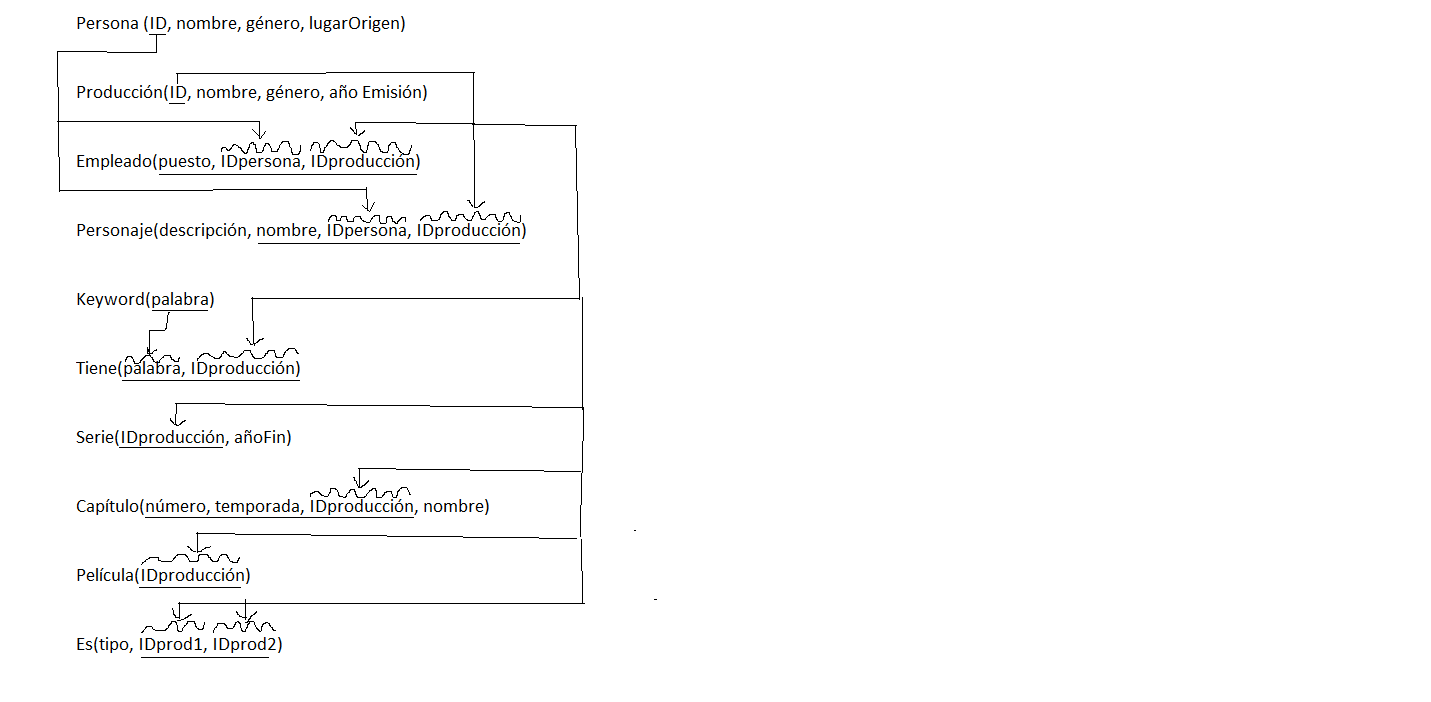 Persona (ID, nombre, género, lugarOrigen)
Producción(ID, nombre, género, año Emisión)
Empleado(puesto, IDpersona, IDproducción)
Personaje(descripción, nombre, IDpersona, IDproducción)
Keyword(palabra)
Tiene(palabra, IDproducción)
Serie(IDproducción, añoFin)
Capítulo(número, temporada, IDproducción, nombre)
Película(IDproducción)
Es(tipo, IDprod1, IDprod2)